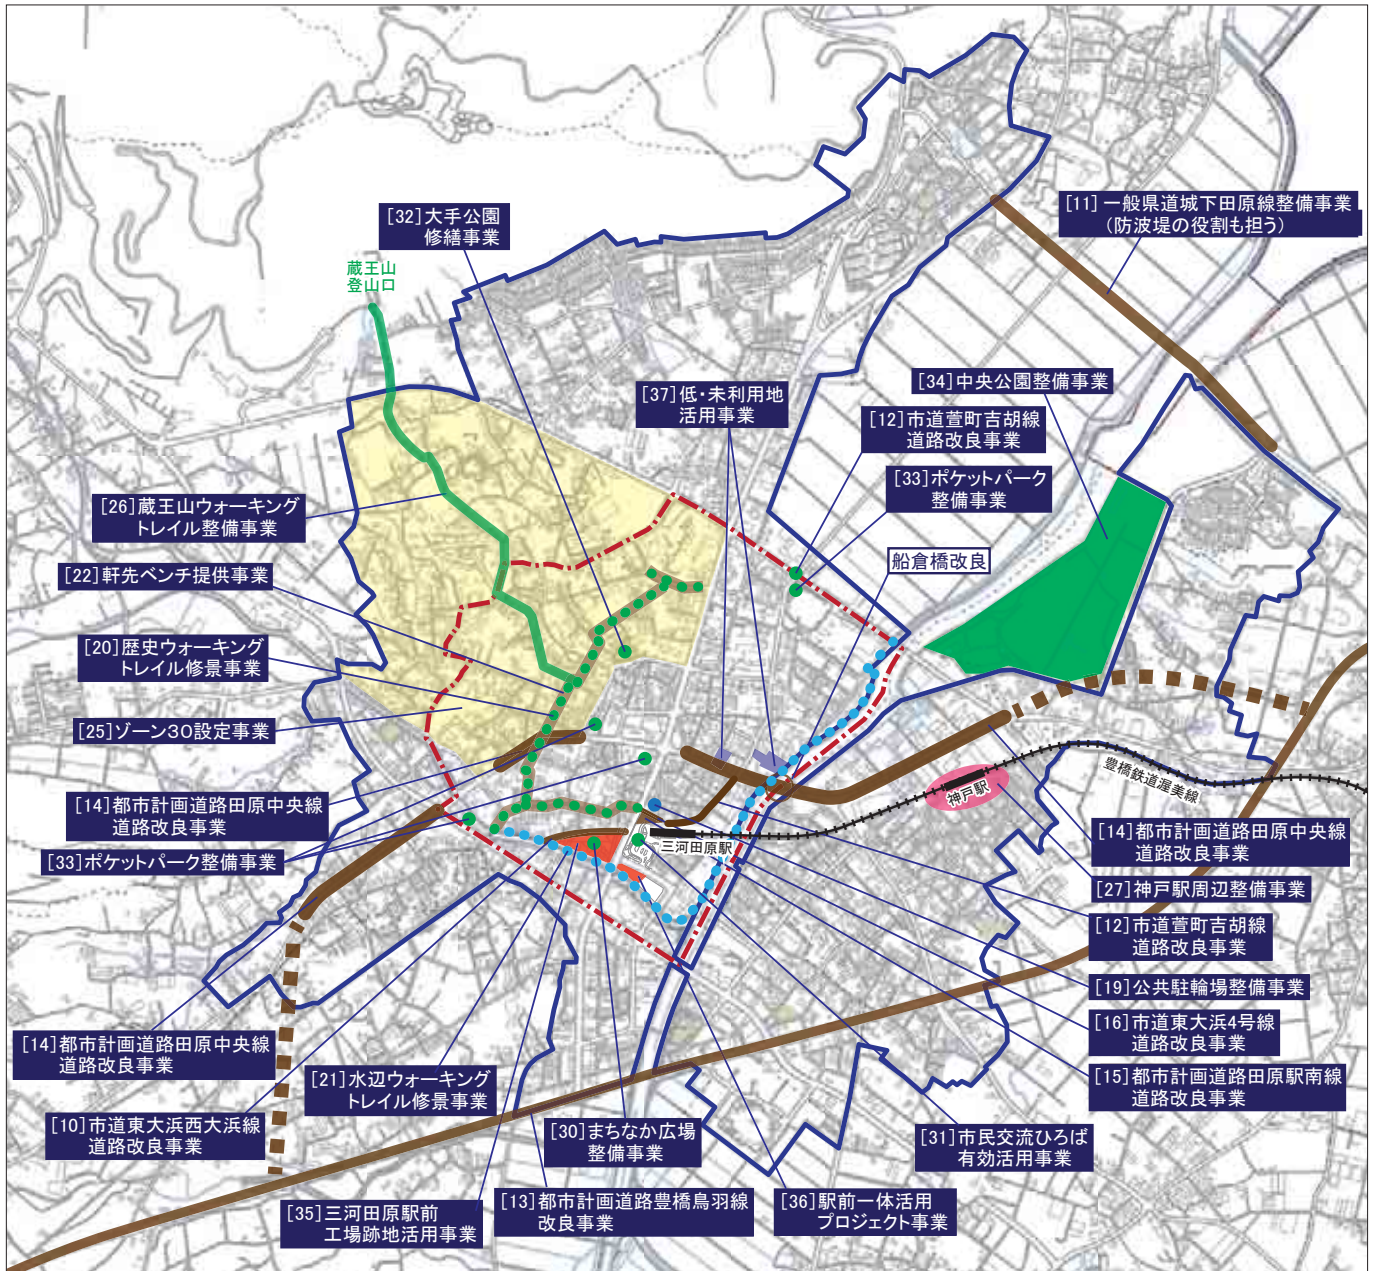 [11] 一般県道城下田原線整備事業
(防波堤の役割も担う)
[32]大手公園
修繕事業
蔵王山
登山口
[34]中央公園整備事業
[37]低・未利用地
活用事業
[12]市道萱町吉胡線
道路改良事業
[33]ポケットパーク
整備事業
[26]蔵王山ウォーキング
トレイル整備事業
船倉橋改良
[22]軒先ベンチ提供事業
[20]歴史ウォーキング
トレイル修景事業
[25]ゾーン30設定事業
豊橋鉄道渥美線
神戸駅
[14]都市計画道路田原中央線
道路改良事業
[14]都市計画道路田原中央線
道路改良事業
三河田原駅
[33]ポケットパーク整備事業
[27]神戸駅周辺整備事業
[12]市道萱町吉胡線
道路改良事業
[19]公共駐輪場整備事業
[16]市道東大浜4号線
道路改良事業
[14]都市計画道路田原中央線
道路改良事業
[21]水辺ウォーキング
トレイル修景事業
[15]都市計画道路田原駅南線
道路改良事業
[10]市道東大浜西大浜線
道路改良事業
[30]まちなか広場
整備事業
[31]市民交流ひろば
有効活用事業
[35]三河田原駅前
工場跡地活用事業
[13]都市計画道路豊橋鳥羽線
改良事業
[36]駅前一体活用
プロジェクト事業